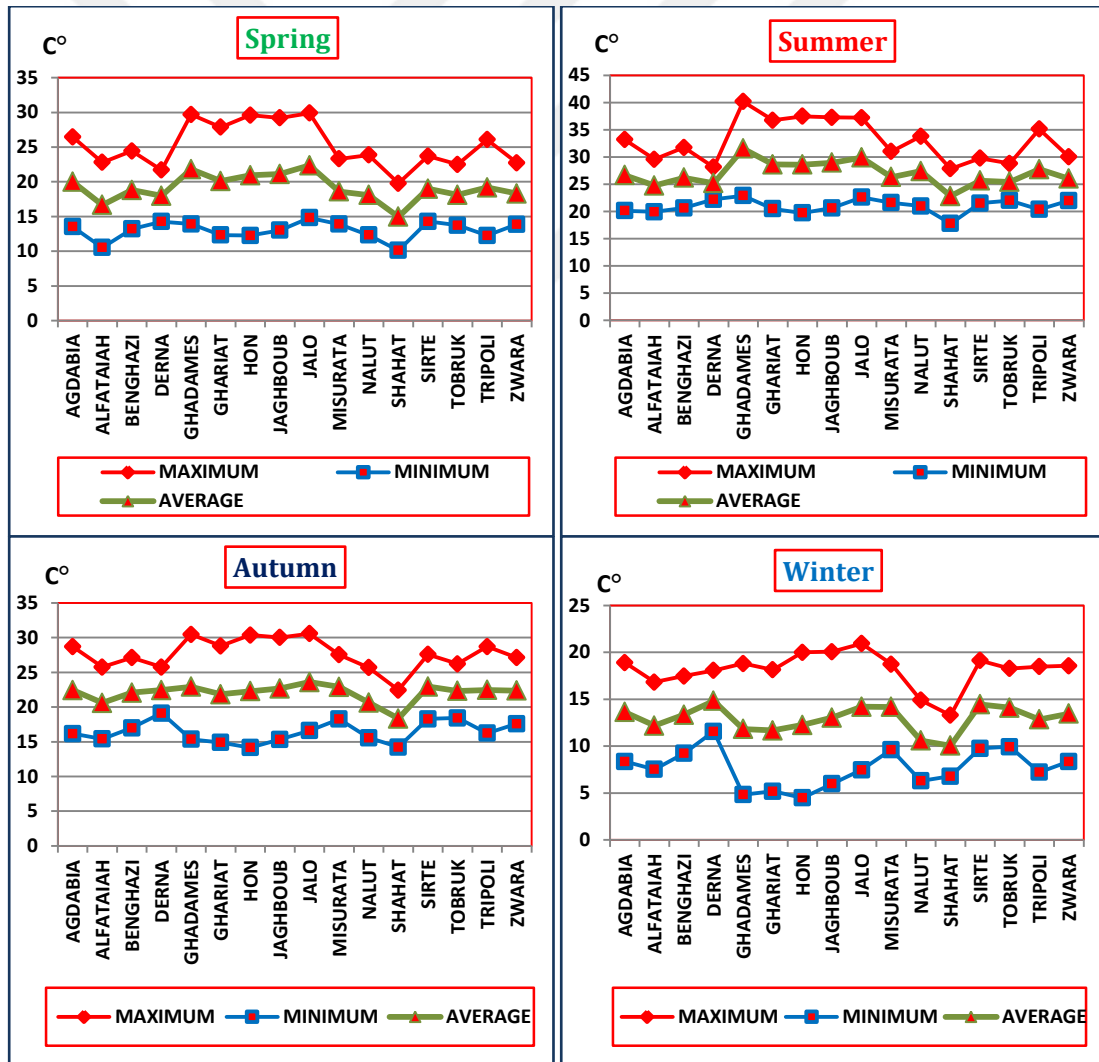 C°
Spring
35
30
25
20
15
10
5
0
AGDABIA
ALFATAIAH
BENGHAZI
DERNA
GHADAMES
GHARIAT
HON
JAGHBOUB
JALO
MISURATA
NALUT
SHAHAT
SIRTE
TOBRUK
TRIPOLI
ZWARA
MAXIMUM MINIMUM
AVERAGE
C°
Summer
45
40
35
30
25
20
15
10
5
0
AGDABIA
ALFATAIAH
BENGHAZI
DERNA
GHADAMES
GHARIAT
HON
JAGHBOUB
JALO
MISURATA
NALUT
SHAHAT
SIRTE
TOBRUK
TRIPOLI
ZWARA
MAXIMUM MINIMUM
AVERAGE
C°
Autumn
35
30
25
20
15
10
5
0
AGDABIA
ALFATAIAH
BENGHAZI
DERNA
GHADAMES
GHARIAT
HON
JAGHBOUB
JALO
MISURATA
NALUT
SHAHAT
SIRTE
TOBRUK
TRIPOLI
ZWARA
MAXIMUM MINIMUM AVERAGE
C°
Winter
25
20
15
10
5
0
AGDABIA
ALFATAIAH
BENGHAZI
DERNA
GHADAMES
GHARIAT
HON
JAGHBOUB
JALO
MISURATA
NALUT
SHAHAT
SIRTE
TOBRUK
TRIPOLI
ZWARA
MAXIMUM MINIMUM AVERAGE